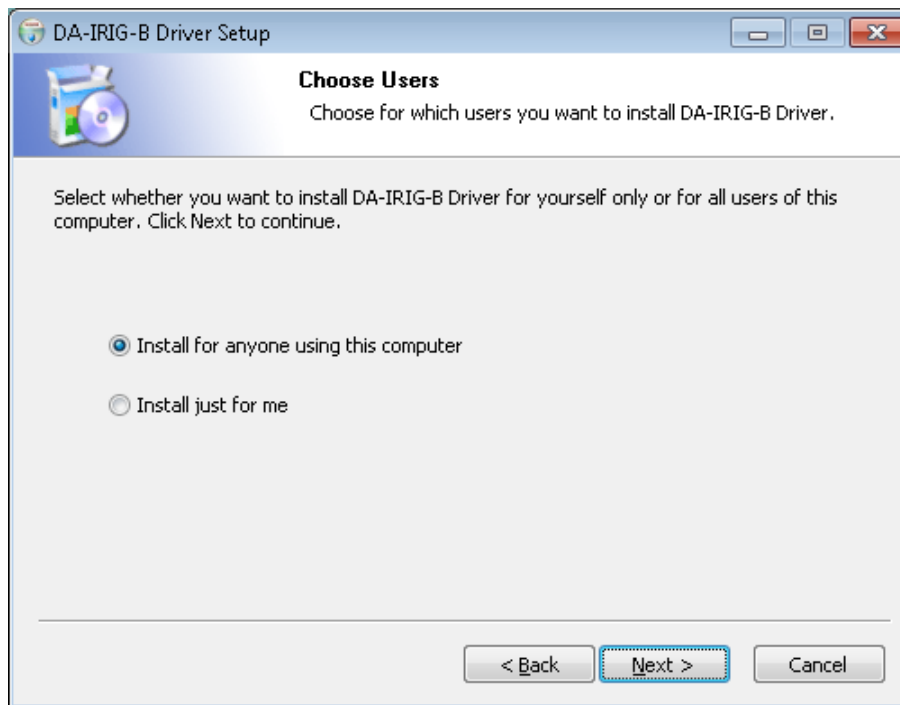 DA-IRIG-B Driver Setup
Choose Users
Choose for which users you want to install DA-IRIG-B Driver.
Select whether you want to install DA-IRIG-B Driver for yourself only or for all users of this
computer. Click Next to continue.
Install for anyone using this computer
Install just for me
< Back
Next >
Cancel